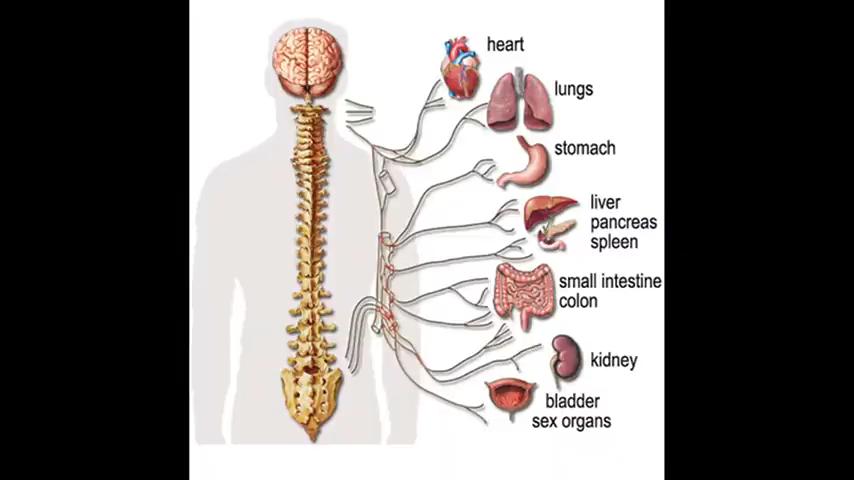 heart
lungs
stomach
liver
pancreas
spleen
small intestine
colon
kidney
bladder
sex organs